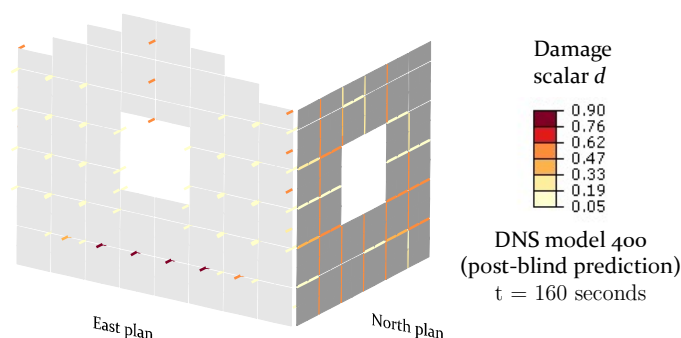 Damage
scalar d
0.90
0.76
0.62
0.47
0.33
0.19
0.05
DNS model 400
(post-blind prediction)
t = 160 seconds
East plan
North plan